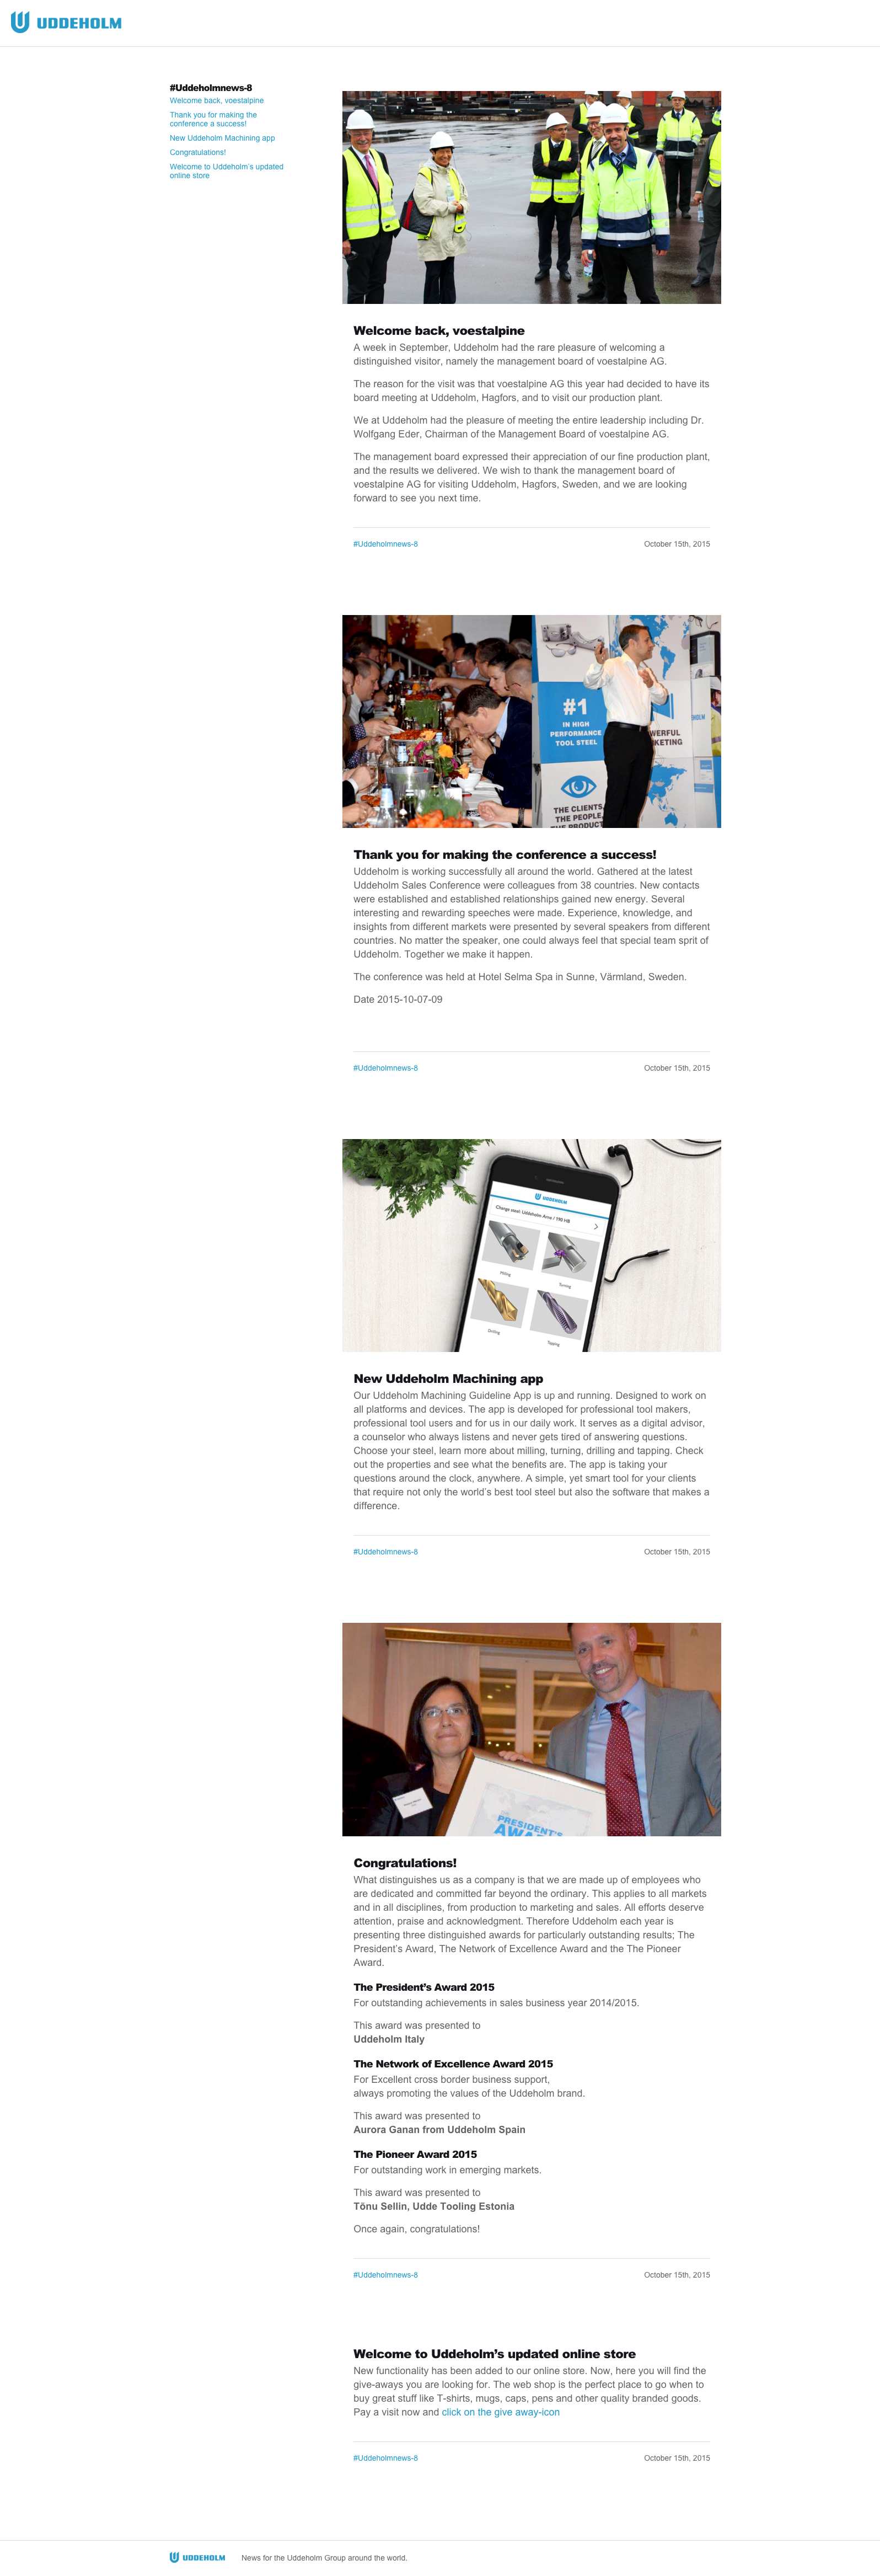 UDDEHOLM
#Uddeholmnews-8
Welcome back, voestalpine
Thank you for making the
conference a success!
New Uddeholm Machining app
Congratulations!
Welcome to Uddeholm's updated
online store
Welcome back, voestalpine
A week in September, Uddeholm had the rare pleasure of welcoming a
distinguished visitor, namely the management board of voestalpine AG.
The reason for the visit was that voestalpine AG this year had decided to have its
board meeting at Uddeholm, Hagfors, and to visit our production plant.
We at Uddeholm had the pleasure of meeting the entire leadership including Dr.
Wolfgang Eder, Chairman of the Management Board of voestalpine AG.
The management board expressed their appreciation of our fine production plant,
and the results we delivered. We wish to thank the management board of
voestalpine AG for visiting Uddeholm, Hagfors, Sweden, and we are looking
forward to see you next time.
#Uddeholmnews-8 October 15th, 2015
#1
IN HIGH
PERFORMANCE
TOOL STEEL
THE CLIENTS,
THE PEOPLE,
THE PRODUCT
Thank you for making the conference a success!
Uddeholm is working successfully all around the world. Gathered at the latest
Uddeholm Sales Conference were colleagues from 38 countries. New contacts
were established and established relationships gained new energy. Several
interesting and rewarding speeches were made. Experience, knowledge, and
insights from different markets were presented by several speakers from different
countries. No matter the speaker, one could always feel that special team sprit of
Uddeholm. Together we make it happen.
The conference was held at Hotel Selma Spa in Sunne, Värmland, Sweden.
Date 2015-10-07-09
#Uddeholmnews-8 October 15th, 2015
UDDEHOLM
Change steel: Uddeholm Arne / 190 HB
Milling
Turning
Drilling
Tapping
New Uddeholm Machining app
Our Uddeholm Machining Guideline App is up and running. Designed to work on
all platforms and devices. The app is developed for professional tool makers,
professional tool users and for us in our daily work. It serves as a digital advisor,
a counselor who always listens and never gets tired of answering questions.
Choose your steel, learn more about milling, turning, drilling and tapping. Check
out the properties and see what the benefits are. The app is taking your
questions around the clock, anywhere. A simple, yet smart tool for your clients
that require not only the world's best tool steel but also the software that makes a
difference.
#Uddeholmnews-8 October 15th, 2015
PRESIDENT'S
Congratulations!
What distinguishes us as a company is that we are made up of employees who
are dedicated and committed far beyond the ordinary. This applies to all markets
and in all disciplines, from production to marketing and sales. All efforts deserve
attention, praise and acknowledgment. Therefore Uddeholm each year is
presenting three distinguished awards for particularly outstanding results; The
President's Award, The Network of Excellence Award and the The Pioneer
Award.
The President's Award 2015
For outstanding achievements in sales business year 2014/2015.
This award was presented to
Uddeholm Italy
The Network of Excellence Award 2015
For Excellent cross border business support,
always promoting the values of the Uddeholm brand.
This award was presented to
Aurora Ganan from Uddeholm Spain
The Pioneer Award 2015
For outstanding work in emerging markets.
This award was presented to
Tõnu Sellin, Udde Tooling Estonia
Once again, congratulations!
#Uddeholmnews-8 October 15th, 2015
Welcome to Uddeholm's updated online store
New functionality has been added to our online store. Now, here you will find the
give-aways you are looking for. The web shop is the perfect place to go when to
buy great stuff like T-shirts, mugs, caps, pens and other quality branded goods.
Pay a visit now and click on the give away-icon
#Uddeholmnews-8 October 15th, 2015
UDDEHOLM News for the Uddeholm Group around the world.